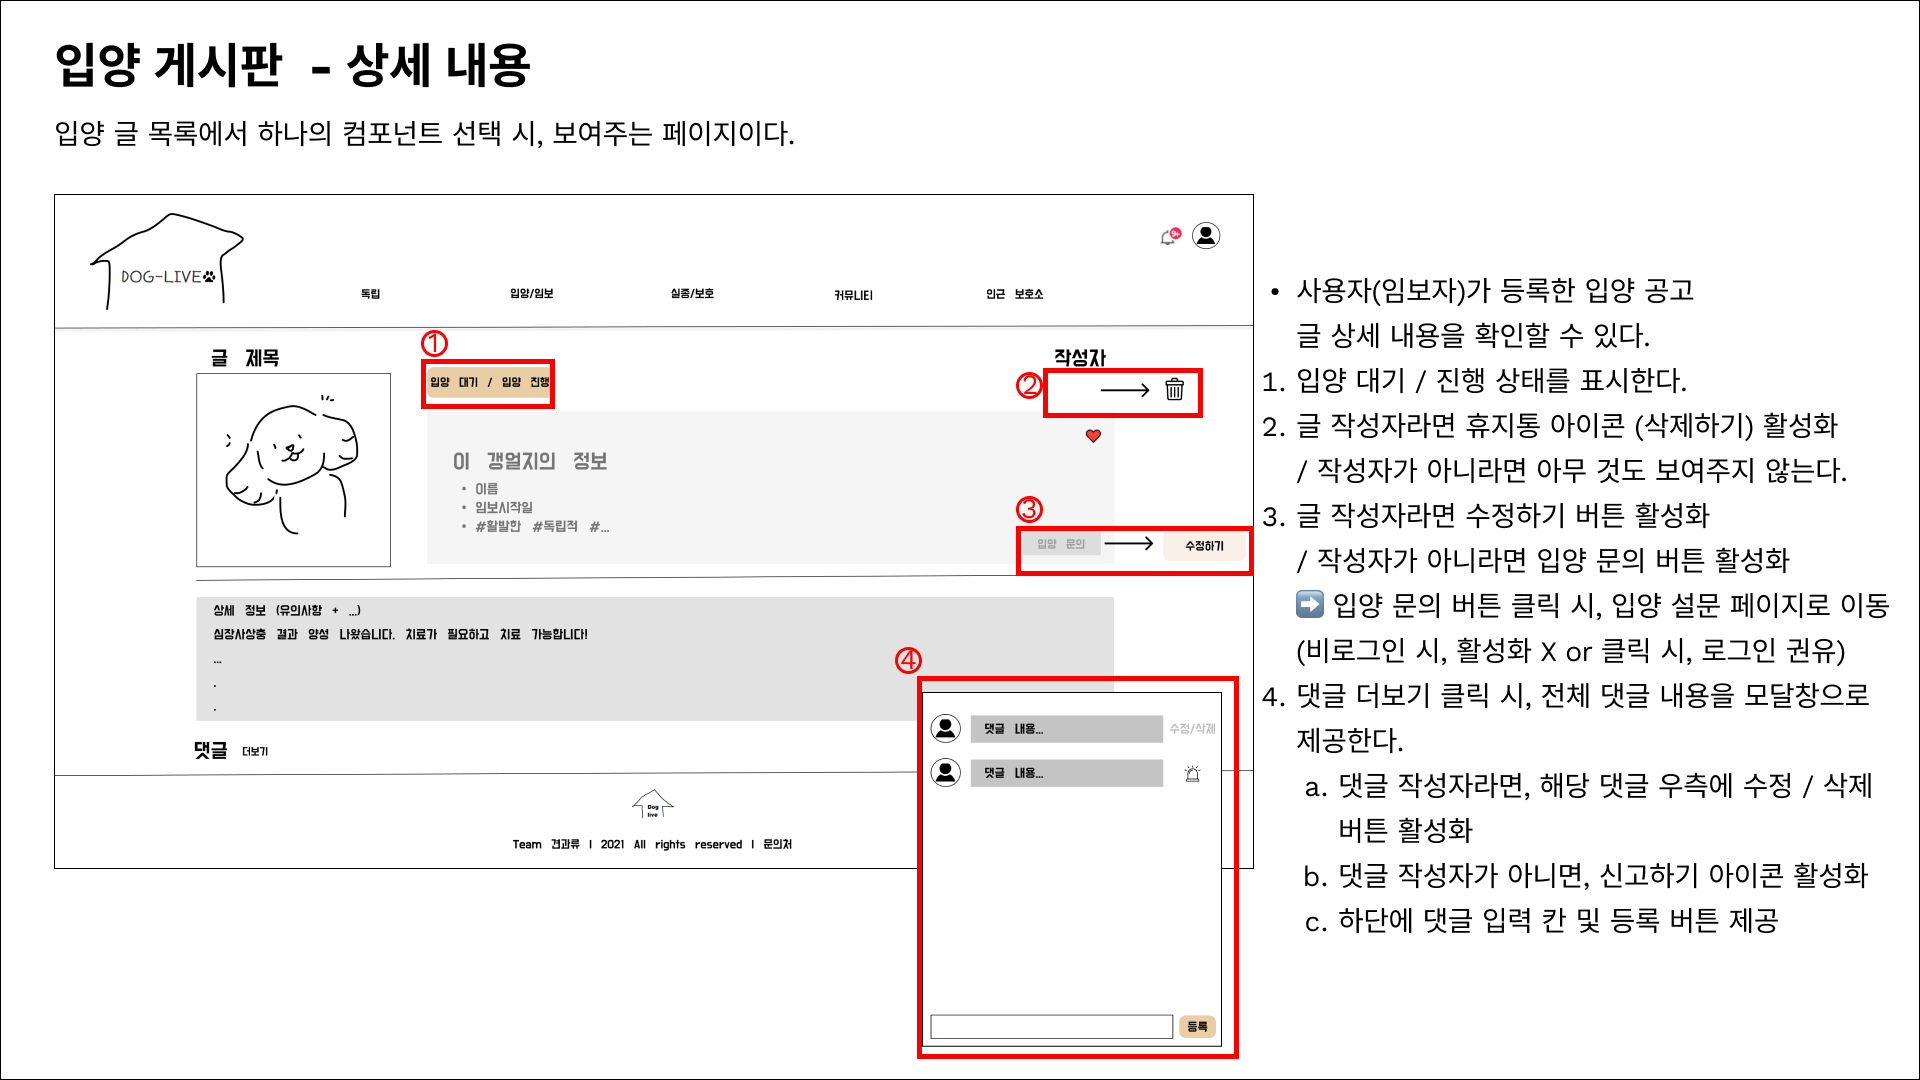 입양 게시판 - 상세 내용
입양 글 목록에서 하나의 컴포넌트 선택 시, 보여주는 페이지이다.
DOG-LIVE
9+
독립
입양/임보
실종/보호
커뮤니티
인근 보호소
글 제목
1
입양 대기 / 입양 진행
작성자
2
이 갱얼지의 정보
• 이름
• 임보시작일
• #활발한 #독립적 #...
3
입양 문의
수정하기
상세 정보 (유의사항 + ...)
심장사상충 결과 양성 나왔습니다. 치료가 필요하고 치료 가능합니다!
...
.
.
댓글 더보기
4
댓글 내용...
수정/삭제
댓글 내용...
등록
Dog
live
Team 견과류 | 2021 All rights reserved | 문의처
• 사용자(임보자)가 등록한 입양 공고
글 상세 내용을 확인할 수 있다.
1. 입양 대기 / 진행 상태를 표시한다.
2. 글 작성자라면 휴지통 아이콘 (삭제하기) 활성화
/ 작성자가 아니라면 아무 것도 보여주지 않는다.
3. 글 작성자라면 수정하기 버튼 활성화
/ 작성자가 아니라면 입양 문의 버튼 활성화
➡ 입양 문의 버튼 클릭 시, 입양 설문 페이지로 이동
(비로그인 시, 활성화 X or 클릭 시, 로그인 권유)
4. 댓글 더보기 클릭 시, 전체 댓글 내용을 모달창으로
제공한다.
a. 댓글 작성자라면, 해당 댓글 우측에 수정 / 삭제
버튼 활성화
b. 댓글 작성자가 아니면, 신고하기 아이콘 활성화
c. 하단에 댓글 입력 칸 및 등록 버튼 제공